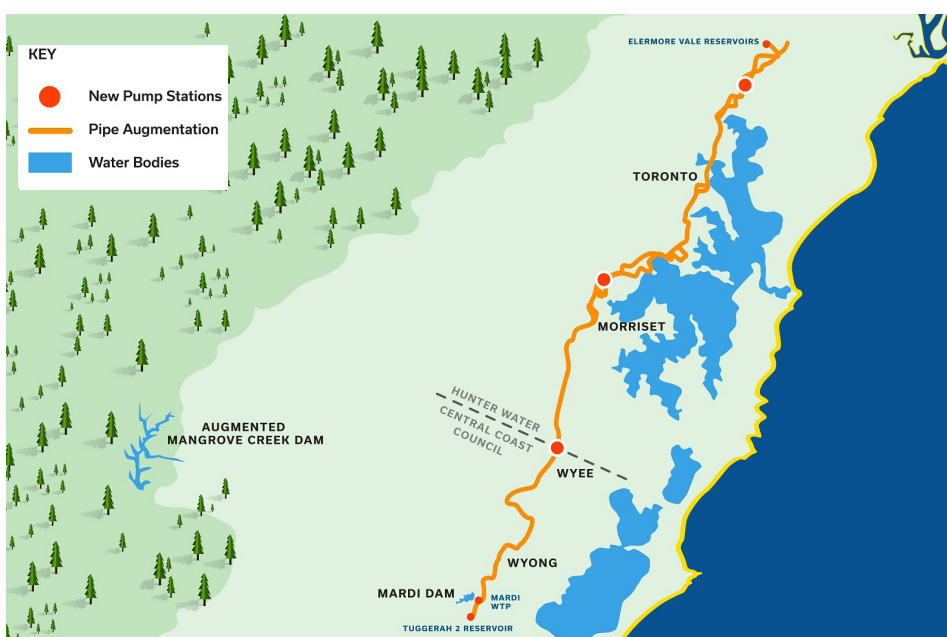 KEY
New Pump Stations
Pipe Augmentation
Water Bodies
ELERMORE VALE RESERVOIRS
TORONTO
MORRISET
HUNTER WATER
CENTRAL COAST
COUNCIL
AUGMENTED
MANGROVE CREEK DAM
WYEE
WYONG
MARDI DAM
MARDI
WTP
TUGGERAH 2 RESERVOIR